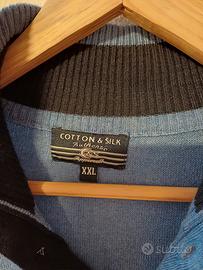 COTTON & SILK
Authentic
XXL
subito